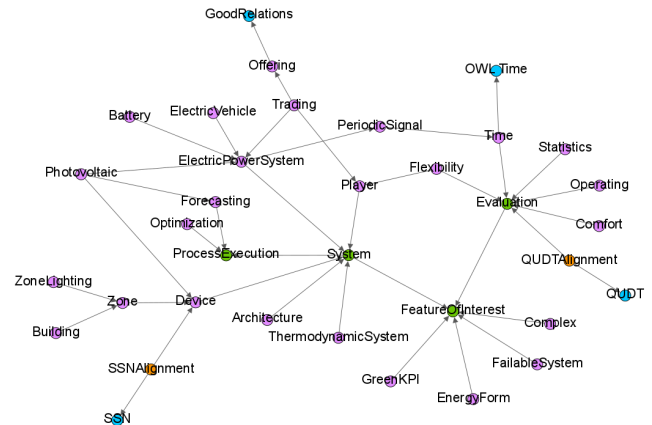 GoodRelations
Offering
OWL Time
Battery
ElectricVehicle
Trading
PeriodicSignal
Time
Statistics
Photovoltaic
ElectricPowerSystem
Player
Flexibility
Operating
Forecasting
Evaluation
Optimization
Comfort
ProcessExecution
System
QUDTAlignment
ZoneLighting
Zone
Device
QUDT
FeatureOfInterest
Building
Architecture
Complex
ThermodynamicSystem
SSNAlignment
FailableSystem
GreenKPI
EnergyForm
SSN